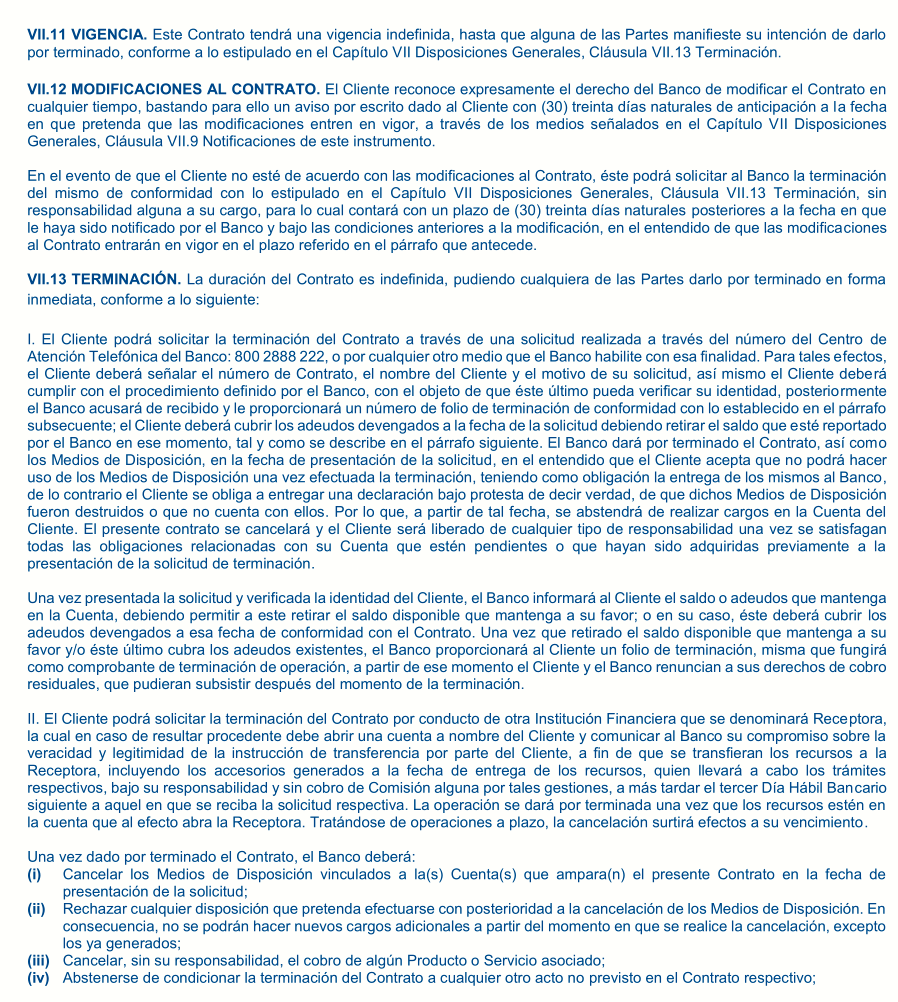 VII.11 VIGENCIA. Este Contrato tendrá una vigencia indefinida, hasta que alguna de las Partes manifieste su intención de darlo
por terminado, conforme a lo estipulado en el Capítulo VII Disposiciones Generales, Cláusula VII.13 Terminación.
VII.12 MODIFICACIONES AL CONTRATO. El Cliente reconoce expresamente el derecho del Banco de modificar el Contrato en
cualquier tiempo, bastando para ello un aviso por escrito dado al Cliente con (30) treinta días naturales de anticipación a la fecha
en que pretenda que las modificaciones entren en vigor, a través de los medios señalados en el Capítulo VII Disposiciones
Generales, Cláusula VII.9 Notificaciones de este instrumento.
En el evento de que el Cliente no esté de acuerdo con las modificaciones al Contrato, éste podrá solicitar al Banco la terminación
del mismo de conformidad con lo estipulado en el Capítulo VII Disposiciones Generales, Cláusula VII.13 Terminación, sin
responsabilidad alguna a su cargo, para lo cual contará con un plazo de (30) treinta días naturales posteriores a la fecha en que
le haya sido notificado por el Banco y bajo las condiciones anteriores a la modificación, en el entendido de que las modificaciones
al Contrato entrarán en vigor en el plazo referido en el párrafo que antecede.
VII.13 TERMINACIÓN. La duración del Contrato es indefinida, pudiendo cualquiera de las Partes darlo por terminado en forma
inmediata, conforme a lo siguiente:
I. El Cliente podrá solicitar la terminación del Contrato a través de una solicitud realizada a través del número del Centro de
Atención Telefónica del Banco: 800 2888 222, o por cualquier otro medio que el Banco habilite con esa finalidad. Para tales efectos,
el Cliente deberá señalar el número de Contrato, el nombre del Cliente y el motivo de su solicitud, así mismo el Cliente deberá
cumplir con el procedimiento definido por el Banco, con el objeto de que éste último pueda verificar su identidad, posteriormente
el Banco acusará de recibido y le proporcionará un número de folio de terminación de conformidad con lo establecido en el párrafo
subsecuente; el Cliente deberá cubrir los adeudos devengados a la fecha de la solicitud debiendo retirar el saldo que esté reportado
por el Banco en ese momento, tal y como se describe en el párrafo siguiente. El Banco dará por terminado el Contrato, así como
los Medios de Disposición, en la fecha de presentación de la solicitud, en el entendido que el Cliente acepta que no podrá hacer
uso de los Medios de Disposición una vez efectuada la terminación, teniendo como obligación la entrega de los mismos al Banco,
de lo contrario el Cliente se obliga a entregar una declaración bajo protesta de decir verdad, de que dichos Medios de Disposición
fueron destruidos o que no cuenta con ellos. Por lo que, a partir de tal fecha, se abstendrá de realizar cargos en la Cuenta del
Cliente. El presente contrato se cancelará y el Cliente será liberado de cualquier tipo de responsabilidad una vez se satisfagan
todas las obligaciones relacionadas con su Cuenta que estén pendientes o que hayan sido adquiridas previamente a la
presentación de la solicitud de terminación.
Una vez presentada la solicitud y verificada la identidad del Cliente, el Banco informará al Cliente el saldo o adeudos que mantenga
en la Cuenta, debiendo permitir a este retirar el saldo disponible que mantenga a su favor; o en su caso, éste deberá cubrir los
adeudos devengados a esa fecha de conformidad con el Contrato. Una vez que retirado el saldo disponible que mantenga a su
favor y/o éste último cubra los adeudos existentes, el Banco proporcionará al Cliente un folio de terminación, misma que fungirá
como comprobante de terminación de operación, a partir de ese momento el Cliente y el Banco renuncian a sus derechos de cobro
residuales, que pudieran subsistir después del momento de la terminación.
II. El Cliente podrá solicitar la terminación del Contrato por conducto de otra Institución Financiera que se denominará Receptora,
la cual en caso de resultar procedente debe abrir una cuenta a nombre del Cliente y comunicar al Banco su compromiso sobre la
veracidad y legitimidad de la instrucción de transferencia por parte del Cliente, a fin de que se transfieran los recursos a la
Receptora, incluyendo los accesorios generados a la fecha de entrega de los recursos, quien llevará a cabo los trámites
respectivos, bajo su responsabilidad y sin cobro de Comisión alguna por tales gestiones, a más tardar el tercer Día Hábil Bancario
siguiente a aquel en que se reciba la solicitud respectiva. La operación se dará por terminada una vez que los recursos estén en
la cuenta que al efecto abra la Receptora. Tratándose de operaciones a plazo, la cancelación surtirá efectos a su vencimiento.
Una vez dado por terminado el Contrato, el Banco deberá:
(i) Cancelar los Medios de Disposición vinculados a la(s) Cuenta(s) que ampara(n) el presente Contrato en la fecha de
presentación de la solicitud;
(ii) Rechazar cualquier disposición que pretenda efectuarse con posterioridad a la cancelación de los Medios de Disposición. En
consecuencia, no se podrán hacer nuevos cargos adicionales a partir del momento en que se realice la cancelación, excepto
los ya generados;
(iii) Cancelar, sin su responsabilidad, el cobro de algún Producto o Servicio asociado;
(iv) Abstenerse de condicionar la terminación del Contrato a cualquier otro acto no previsto en el Contrato respectivo;